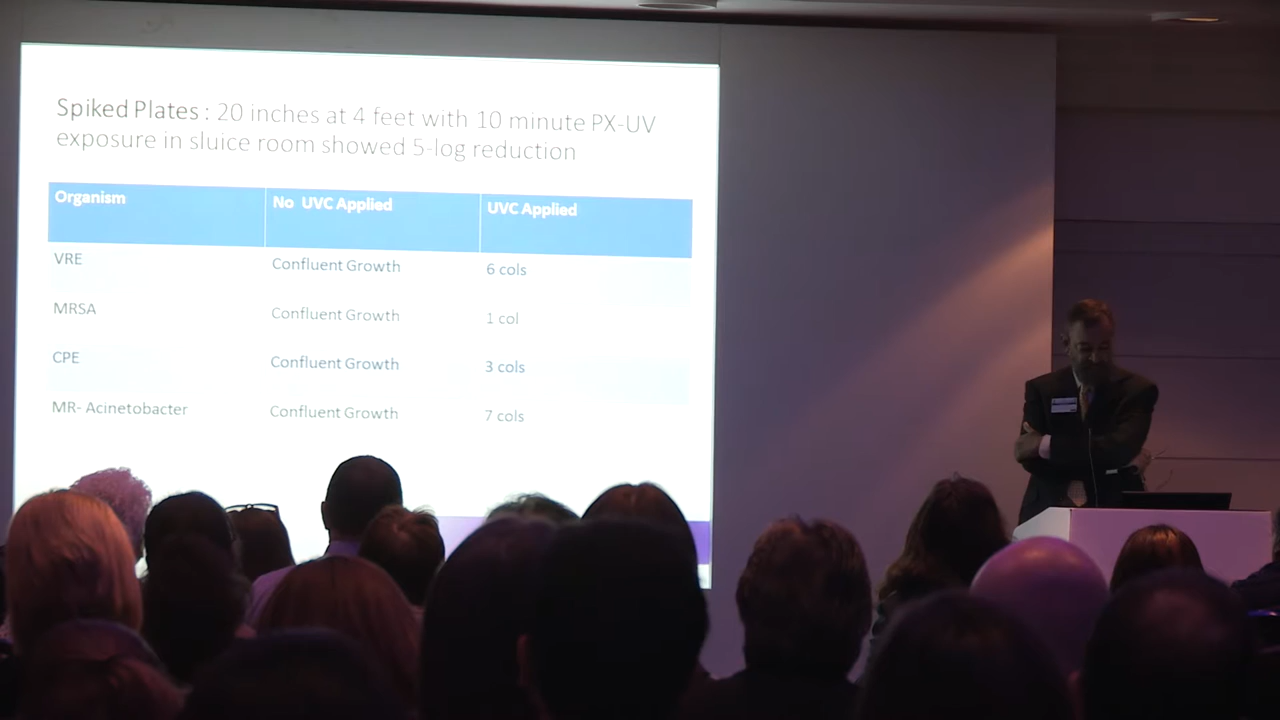 Spiked Plates : 20 inches at 4 feet with 10 minute PX-UV
exposure in sluice room showed 5-log reduction
Organism No UVC Applied UVC Applied
VRE Confluent Growth 6 cols
MRSA Confluent Growth 1 col
CPE Confluent Growth 3 cols
MR- Acinetobacter Confluent Growth 7 cols